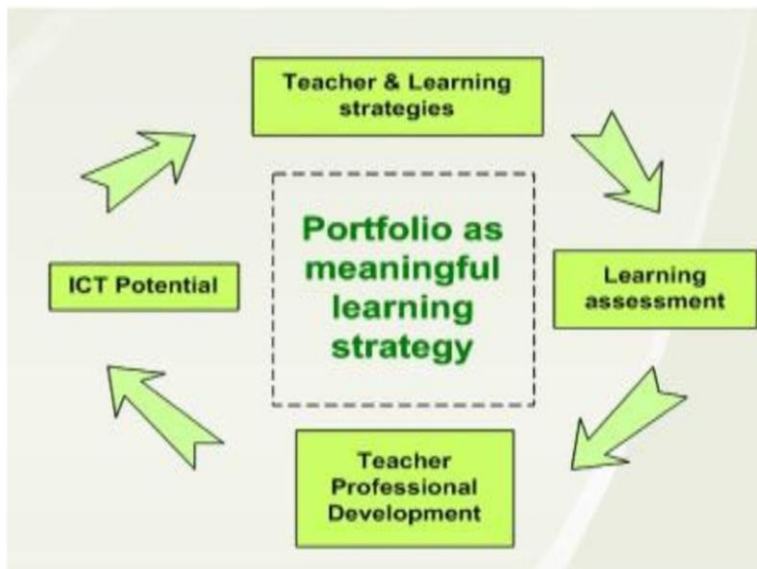 Teacher & Learning
strategies
Portfolio as
meaningful
learning
strategy
ICT Potential
Learning
assessment
Teacher
Professional
Development